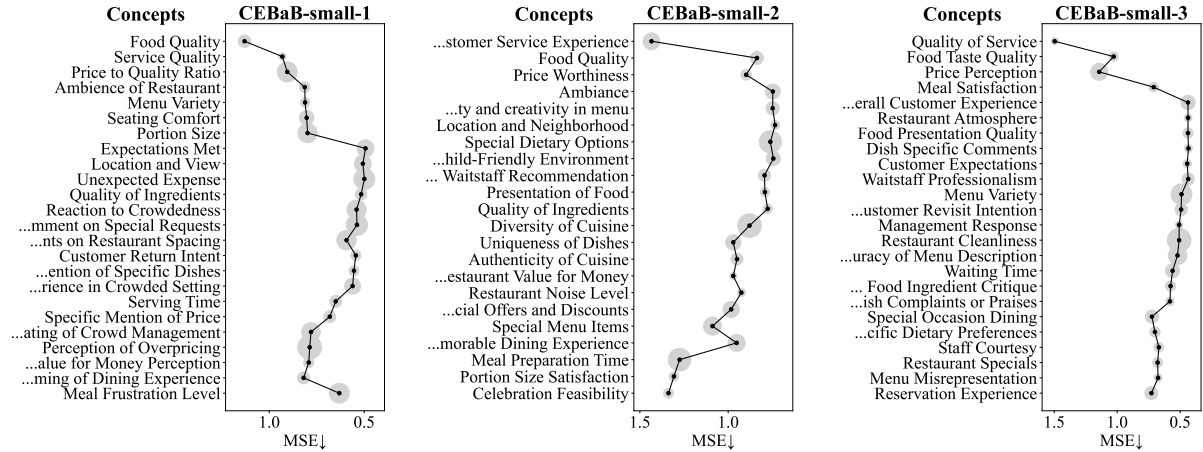 Concepts CEBaB-small-1
Food Quality
Service Quality
Price to Quality Ratio
Ambience of Restaurant
Menu Variety
Seating Comfort
Portion Size
Expectations Met
Location and View
Unexpected Expense
Quality of Ingredients
Reaction to Crowdedness
...mment on Special Requests
...nts on Restaurant Spacing
Customer Return Intent
...ention of Specific Dishes
...rience in Crowded Setting
Serving Time
Specific Mention of Price
...ating of Crowd Management
Perception of Overpricing
...alue for Money Perception
...ming of Dining Experience
Meal Frustration Level
1.0 0.5
MSE↓
Concepts CEBaB-small-2
...stomer Service Experience
Food Quality
Price Worthiness
Ambiance
...ty and creativity in menu
Location and Neighborhood
Special Dietary Options
...hild-Friendly Environment
... Waitstaff Recommendation
Presentation of Food
Quality of Ingredients
Diversity of Cuisine
Uniqueness of Dishes
Authenticity of Cuisine
...estaurant Value for Money
Restaurant Noise Level
...cial Offers and Discounts
Special Menu Items
...morable Dining Experience
Meal Preparation Time
Portion Size Satisfaction
Celebration Feasibility
1.5 1.0
MSE↓
Concepts CEBaB-small-3
Quality of Service
Food Taste Quality
Price Perception
Meal Satisfaction
...erall Customer Experience
Restaurant Atmosphere
Food Presentation Quality
Dish Specific Comments
Customer Expectations
Waitstaff Professionalism
Menu Variety
...ustomer Revisit Intention
Management Response
Restaurant Cleanliness
...uracy of Menu Description
Waiting Time
... Food Ingredient Critique
...ish Complaints or Praises
Special Occasion Dining
...cific Dietary Preferences
Staff Courtesy
Restaurant Specials
Menu Misrepresentation
Reservation Experience
1.5 1.0 0.5
MSE↓